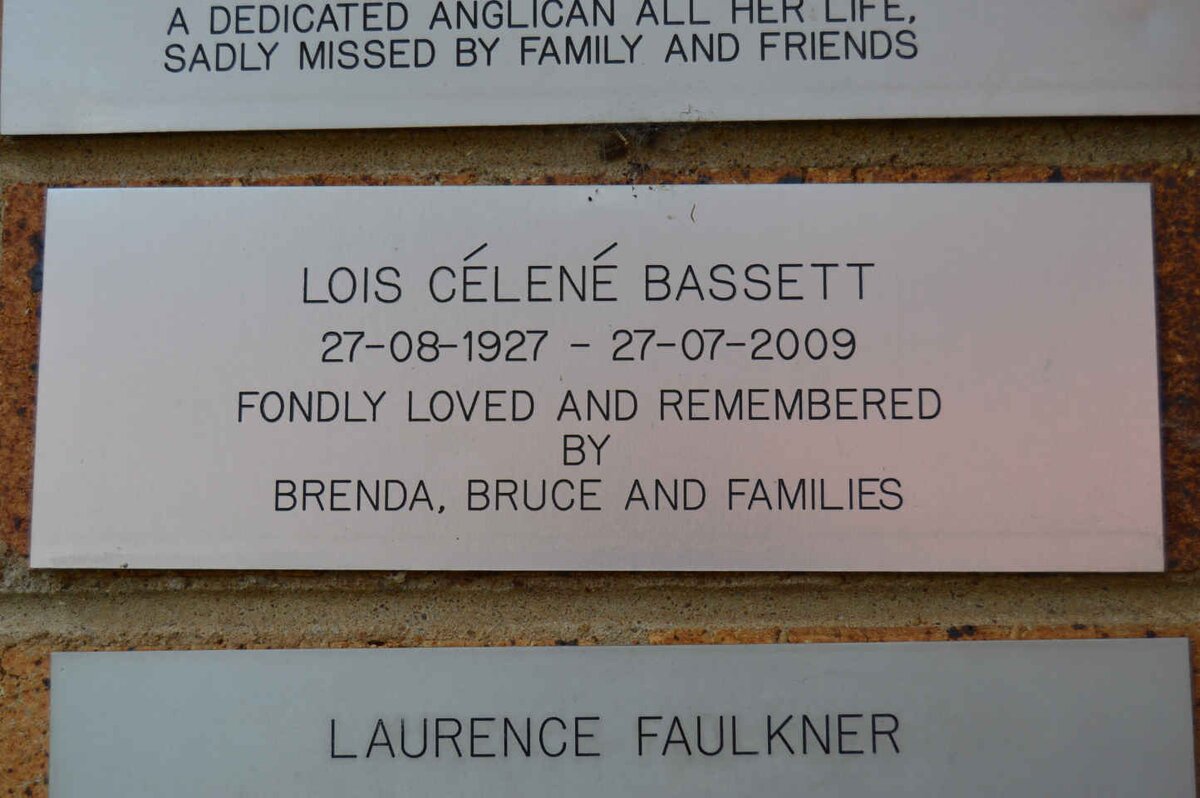 A DEDICATED ANGLICAN ALL HER LIFE,
SADLY MISSED BY FAMILY AND FRIENDS
LOIS CÉLENÉ BASSETT
27-08-1927 - 27-07-2009
FONDLY LOVED AND REMEMBERED
BY
BRENDA, BRUCE AND FAMILIES
LAURENCE FAULKNER